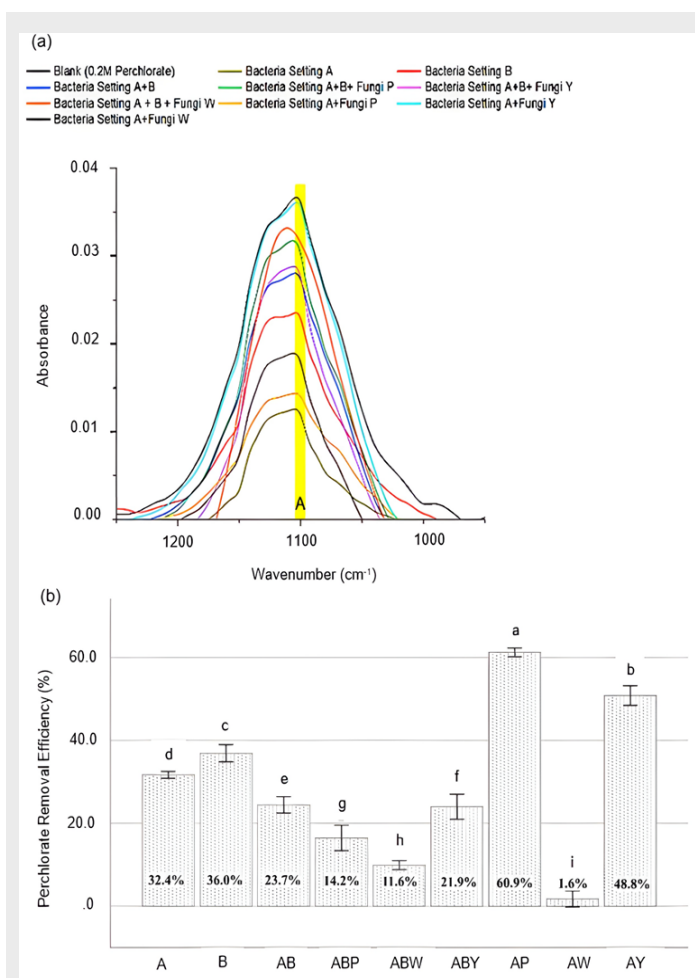 (a)
Blank (0.2M Perchlorate) Bacteria Setting A Bacteria Setting B
Bacteria Setting A+B Bacteria Setting A+B+ Fungi P Bacteria Setting A+B+ Fungi Y
Bacteria Setting A + B + Fungi W Bacteria Setting A+Fungi P Bacteria Setting A+Fungi Y
Bacteria Setting A+Fungi W
0.04
0.03
0.02
0.01
0.00
Absorbance
A
1200 1100 1000
Wavenumber (cm⁻¹)
(b)
Perchlorate Removal Efficiency (%)
60.0
40.0
20.0
.0
d c e g h f a i b
32.4% 36.0% 23.7% 14.2% 11.6% 21.9% 60.9% 1.6% 48.8%
A B AB ABP ABW ABY AP AW AY